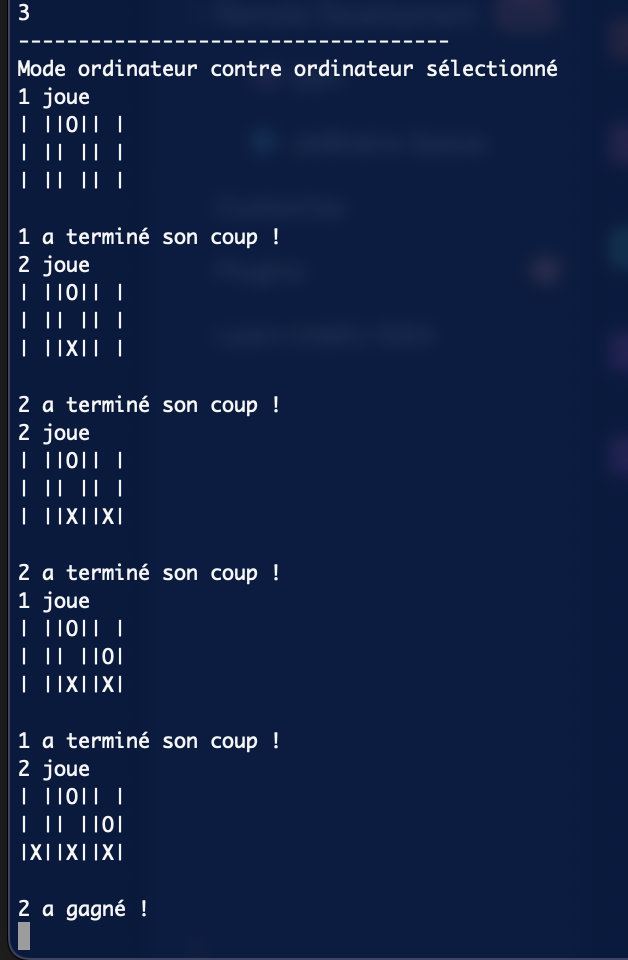 3
------------------------------------
Mode ordinateur contre ordinateur sélectionné
1 joue
| ||O|| |
| || || |
| || || |
1 a terminé son coup !
2 joue
| ||O|| |
| || || |
| ||X|| |
2 a terminé son coup !
2 joue
| ||O|| |
| || || |
| ||X||X|
2 a terminé son coup !
1 joue
| ||O|| |
| || ||O|
| ||X||X|
1 a terminé son coup !
2 joue
| ||O|| |
| || ||O|
|X||X||X|
2 a gagné !